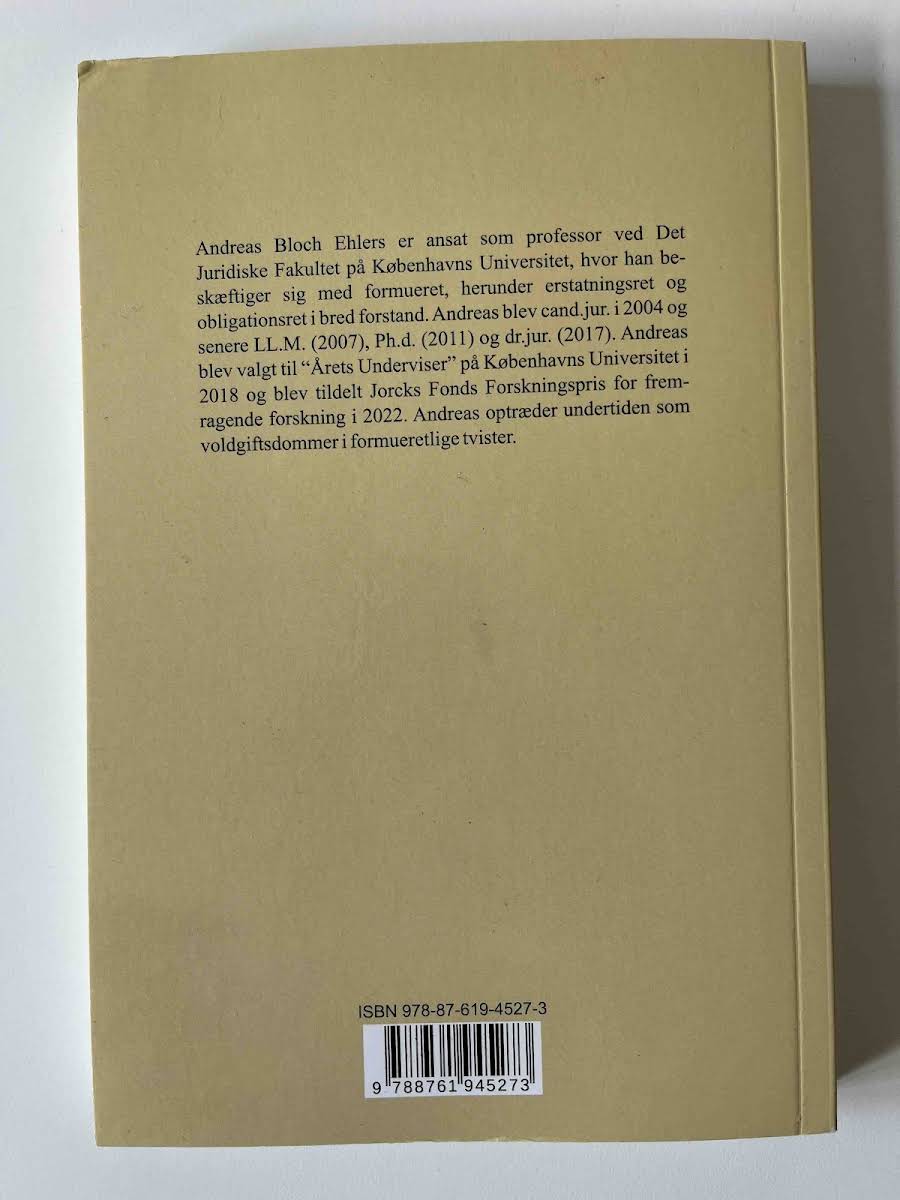 Andreas Bloch Ehlers er ansat som professor ved Det
Juridiske Fakultet på Københavns Universitet, hvor han be-
skæftiger sig med formueret, herunder erstatningsret og
obligationsret i bred forstand. Andreas blev cand.jur. i 2004 og
senere LL.M. (2007), Ph.d. (2011) og dr.jur. (2017). Andreas
blev valgt til “Årets Underviser” på Københavns Universitet i
2018 og blev tildelt Jorcks Fonds Forskningspris for frem-
ragende forskning i 2022. Andreas optræder undertiden som
voldgiftsdommer i formueretlige tvister.
ISBN 978-87-619-4527-3
9 788761 945273